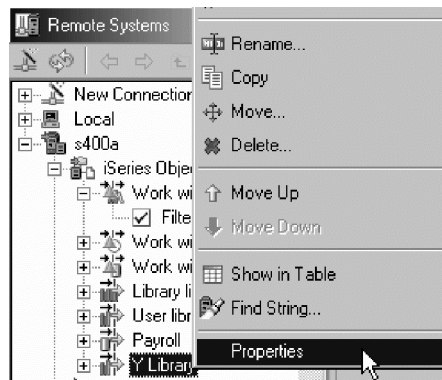 Remote Systems
New Connection
Local
s400a
iSeries Obje
Work wi
Filte
Work wi
Work wi
Library li
User libr
Payroll
Y Library
Rename...
Copy
Move...
Delete...
Move Up
Move Down
Show in Table
Find String...
Properties